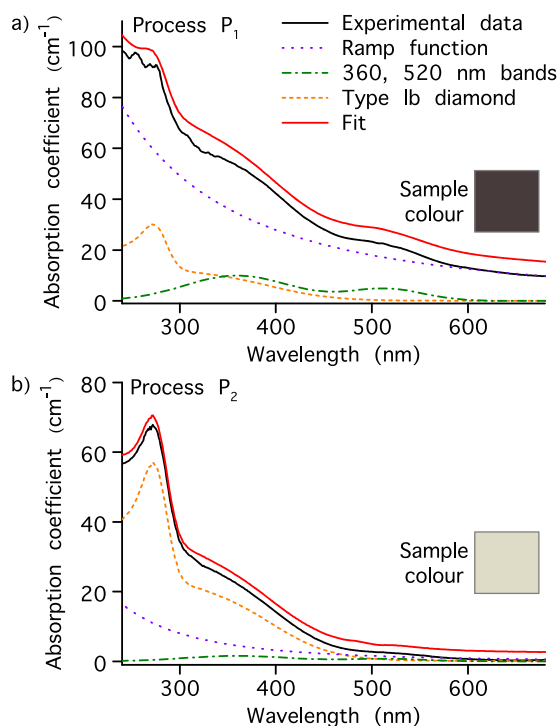 a)
Process P1
Experimental data
Ramp function
360, 520 nm bands
Type Ib diamond
Fit
Sample
colour
Absorption coefficient (cm-1)
100
80
60
40
20
0
300
400
500
600
Wavelength (nm)
b)
Process P2
Sample
colour
Absorption coefficient (cm-1)
80
60
40
20
0
300
400
500
600
Wavelength (nm)